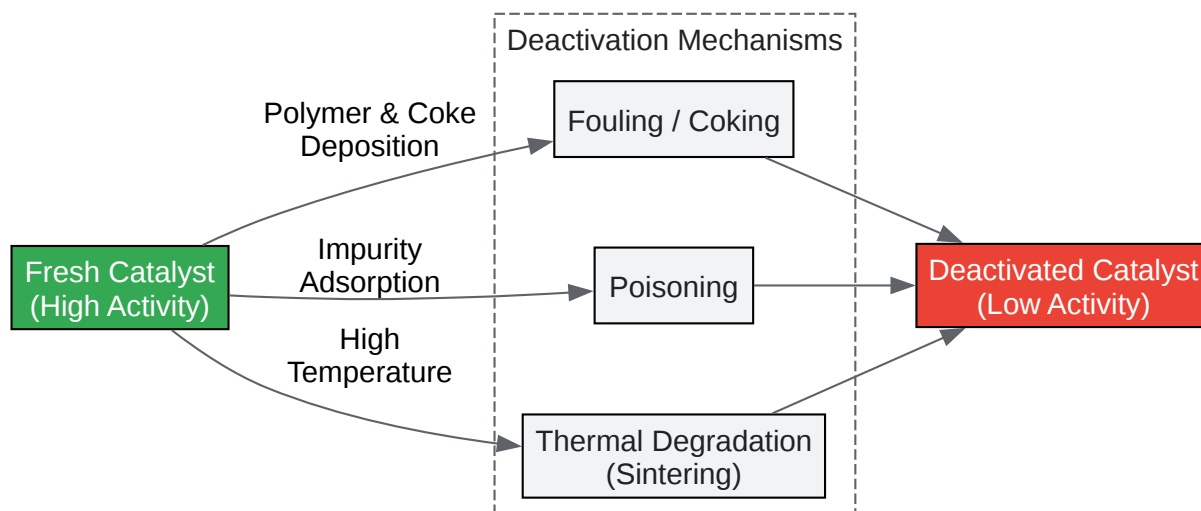 Deactivation Mechanisms
Polymer & Coke
Deposition
Fouling / Coking
Fresh Catalyst
(High Activity)
Impurity
Adsorption
Poisoning
Deactivated Catalyst
(Low Activity)
High
Temperature
Thermal Degradation
(Sintering)